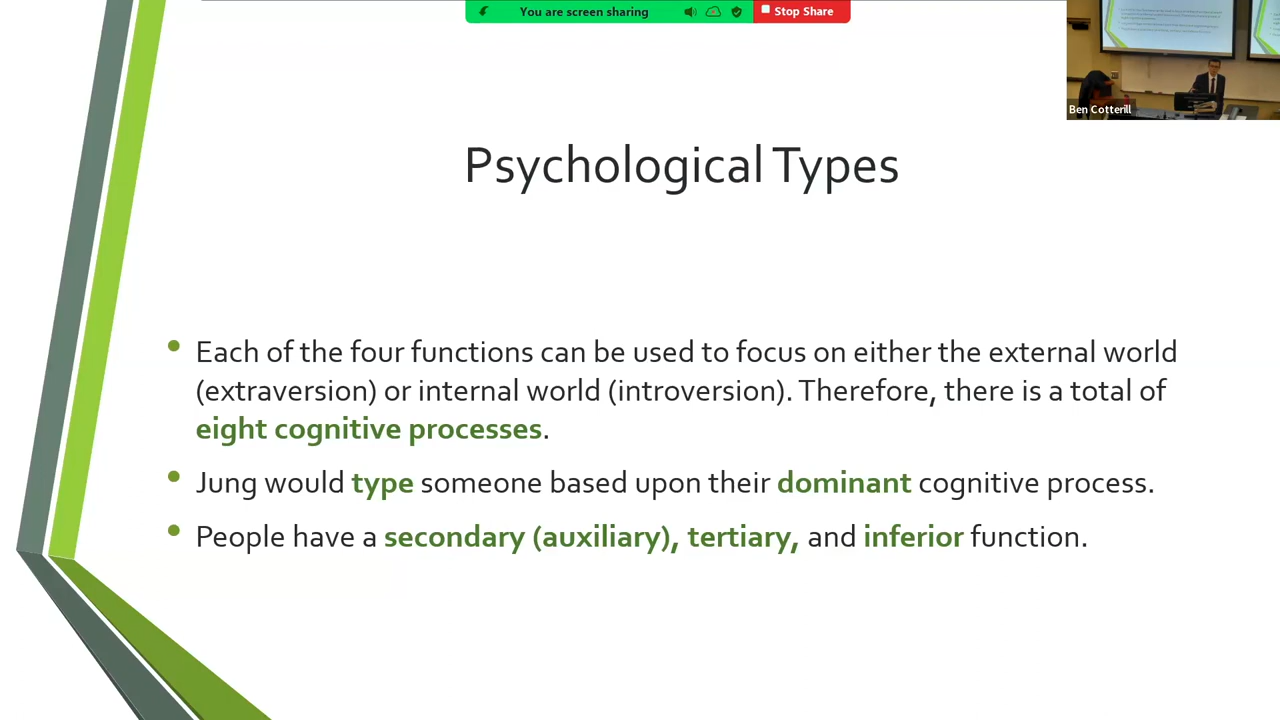 You are screen sharing
Stop Share
Ben Cotterill
Psychological Types
Each of the four functions can be used to focus on either the external world
(extraversion) or internal world (introversion). Therefore, there is a total of
eight cognitive processes.
Jung would type someone based upon their dominant cognitive process.
People have a secondary (auxiliary), tertiary, and inferior function.